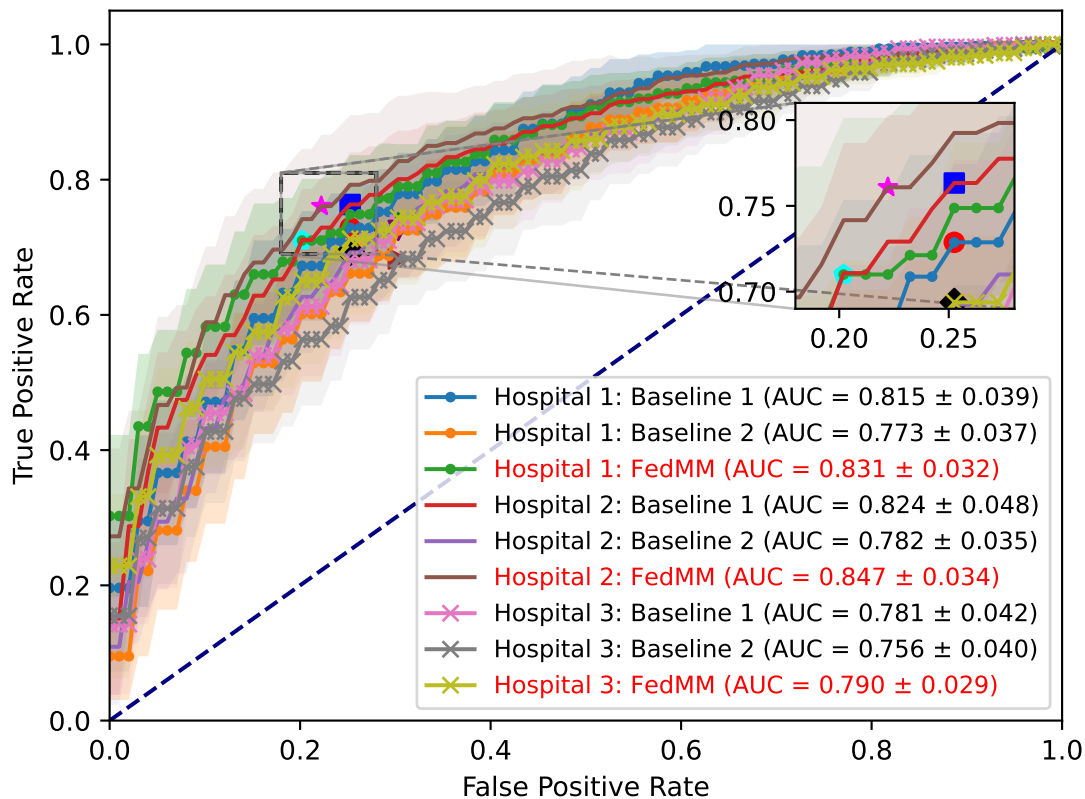 True Positive Rate
1.0
0.8
0.6
0.4
0.2
0.0
0.80
0.75
0.70
0.20 0.25
Hospital 1: Baseline 1 (AUC = 0.815 ± 0.039)
Hospital 1: Baseline 2 (AUC = 0.773 ± 0.037)
Hospital 1: FedMM (AUC = 0.831 ± 0.032)
Hospital 2: Baseline 1 (AUC = 0.824 ± 0.048)
Hospital 2: Baseline 2 (AUC = 0.782 ± 0.035)
Hospital 2: FedMM (AUC = 0.847 ± 0.034)
Hospital 3: Baseline 1 (AUC = 0.781 ± 0.042)
Hospital 3: Baseline 2 (AUC = 0.756 ± 0.040)
Hospital 3: FedMM (AUC = 0.790 ± 0.029)
0.0 0.2 0.4 0.6 0.8 1.0
False Positive Rate